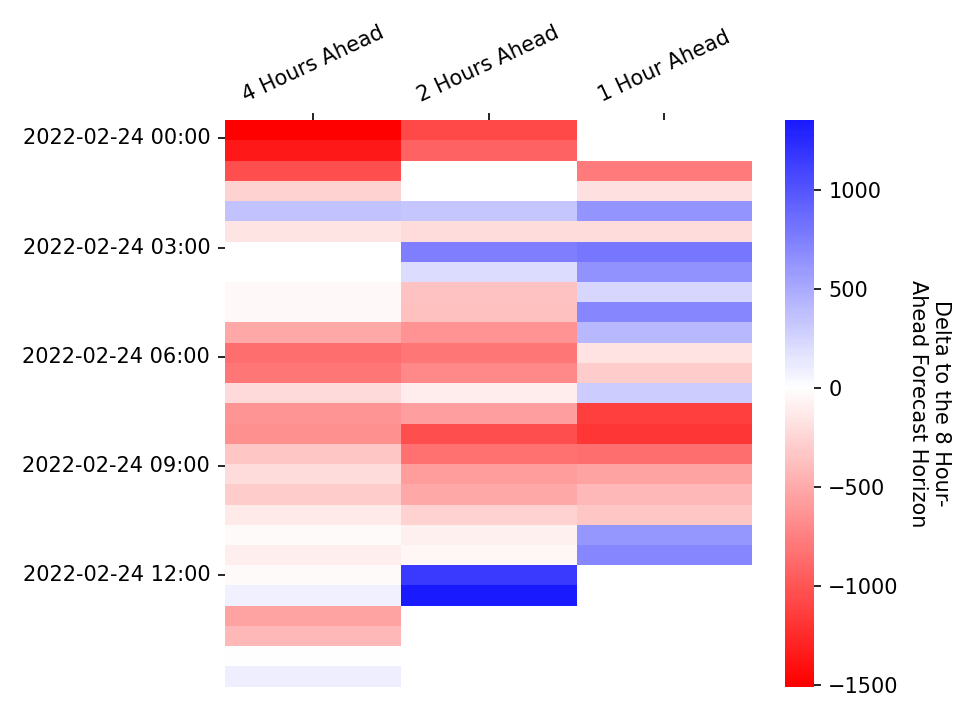 4 Hours Ahead
2 Hours Ahead
1 Hour Ahead
2022-02-24 00:00
2022-02-24 03:00
2022-02-24 06:00
2022-02-24 09:00
2022-02-24 12:00
1000
500
0
−500
−1000
−1500
Delta to the 8 Hour-
Ahead Forecast Horizon